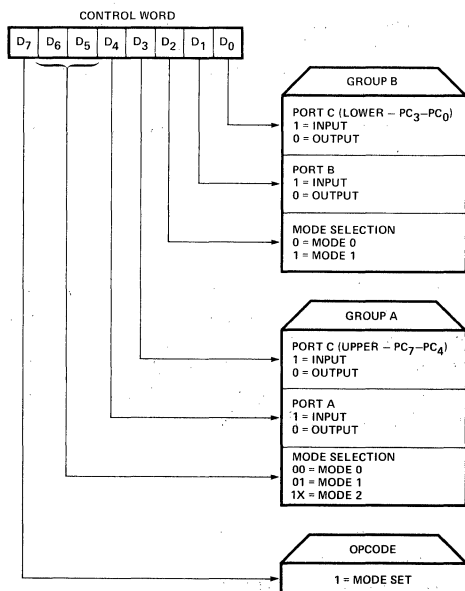 CONTROL WORD
D7 D6 D5 D4 D3 D2 D1 D0
GROUP B
PORT C (LOWER – PC3–PC0)
1 = INPUT
0 = OUTPUT
PORT B
1 = INPUT
0 = OUTPUT
MODE SELECTION
0 = MODE 0
1 = MODE 1
GROUP A
PORT C (UPPER – PC7–PC4)
1 = INPUT
0 = OUTPUT
PORT A
1 = INPUT
0 = OUTPUT
MODE SELECTION
00 = MODE 0
01 = MODE 1
1X = MODE 2
OPCODE
1 = MODE SET